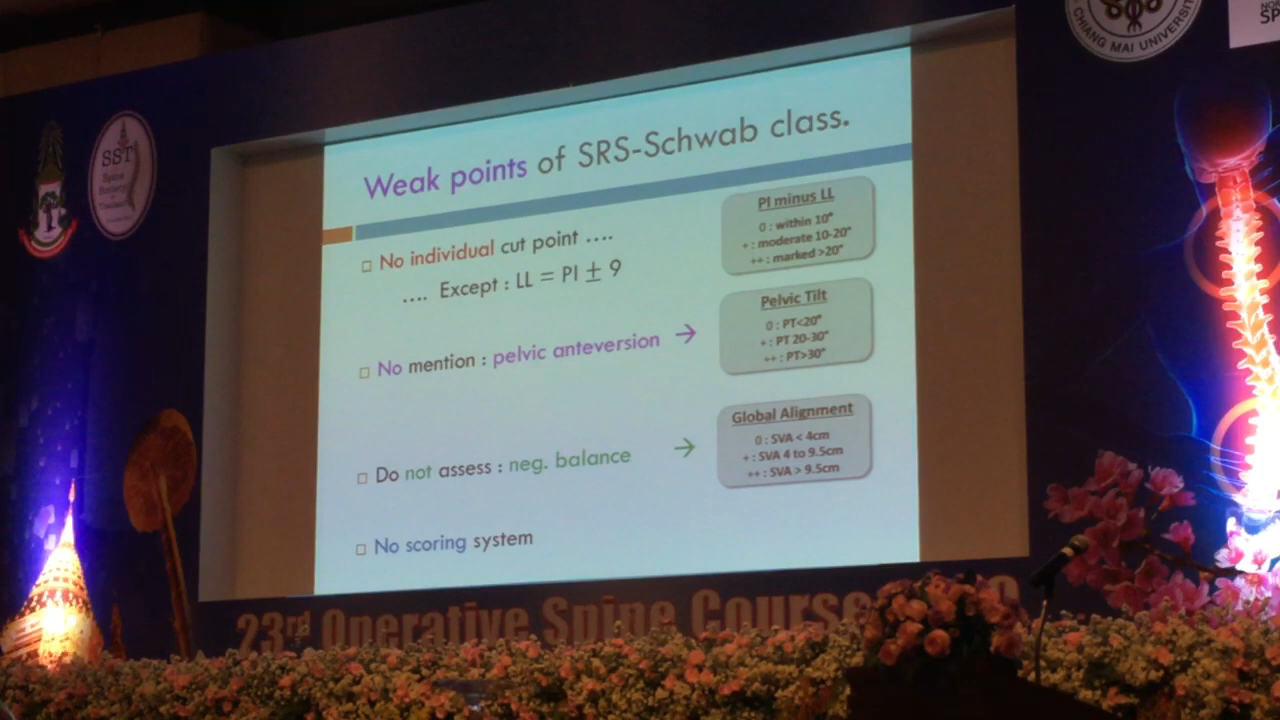 CHIANG MAI UNIVERSITY
SP
SST
Spine
Society
Weak points of SRS-Schwab class.
No individual cut point ....
.... Except : LL = PI ± 9
PI minus LL
0 : within 10°
+ : moderate 10-20°
++ : marked >20°
No mention : pelvic anteversion →
Pelvic Tilt
0 : PT<20°
+ : PT 20-30°
++ : PT>30°
Do not assess : neg. balance →
Global Alignment
0 : SVA < 4cm
+ : SVA 4 to 9.5cm
++ : SVA > 9.5cm
No scoring system
23rd Operative Spine Course